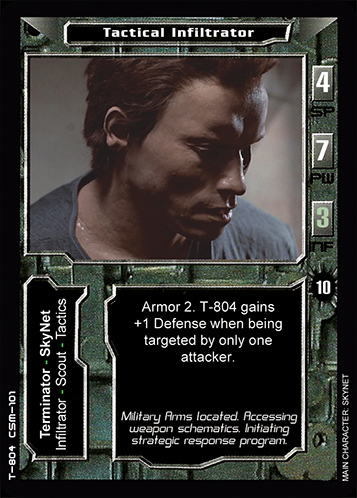 Tactical Infiltrator
4
SP
7
PW
3
NF
10
Terminator - SkyNet
Infiltrator - Scout - Tactics
Armor 2. T-804 gains
+1 Defense when being
targeted by only one
attacker.
Military Arms located. Accessing
weapon schematics. Initiating
strategic response program.
T-804 CSM-101
MAIN CHARACTER: SKYNET